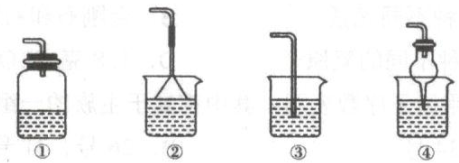 ① ② ③ ④